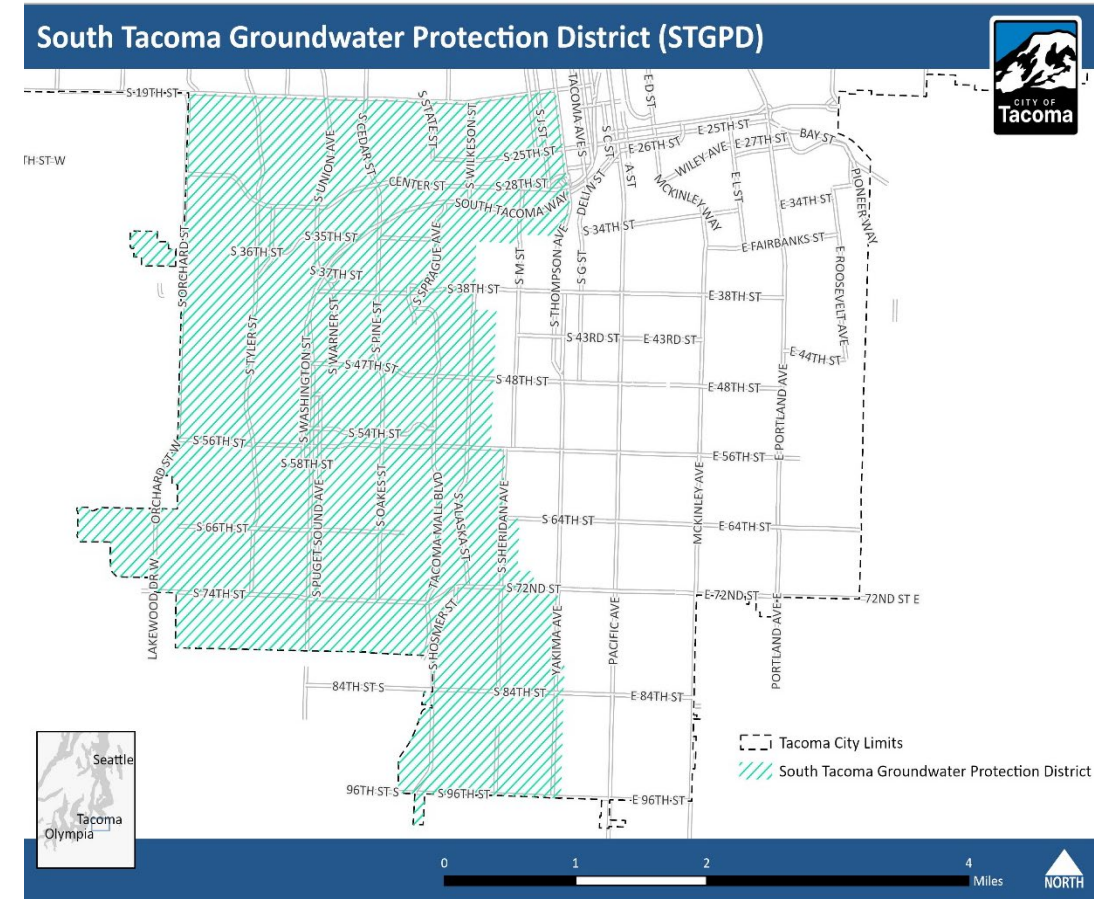 South Tacoma Groundwater Protection District (STGPD)
CITY OF
Tacoma
S 19TH ST
TH ST W
S UNION AVE
S CEDAR ST
S STATE ST
S WILKESON ST
S J ST
TACOMA AVE S
S C ST
E D ST
A ST
S 25TH ST
E 25TH ST
E 26TH ST
WILEY AVE
E 27TH ST
BAY ST
CENTER ST
S 28TH ST
SOUTH TACOMA WAY
DELIN ST
MCKINLEY WAY
E L ST
PIONEER WAY
E 34TH ST
S ORCHARD ST
S 36TH ST
S 35TH ST
S 37TH ST
S SPRAGUE AVE
S 34TH ST
E FAIRBANKS ST
E ROOSEVELT AVE
S M ST
S THOMPSON AVE
S G ST
S 38TH ST
E 38TH ST
S TYLER ST
S WASHINGTON ST
S WARNER ST
S PINE ST
S 43RD ST
E 43RD ST
E 44TH ST
S 47TH ST
S 48TH ST
E 48TH ST
E PORTLAND AVE
S 56TH ST
S 54TH ST
E 56TH ST
S 58TH ST
ORCHARD ST W
S PUGET SOUND AVE
S OAKES ST
TACOMA MALL BLVD
S ALASKA ST
S SHERIDAN AVE
MCKINLEY AVE
S 66TH ST
S 64TH ST
E 64TH ST
LAKEWOOD DR W
S 74TH ST
S HOSMER ST
S 72ND ST
E 72ND ST
72ND ST E
YAKIMA AVE
PACIFIC AVE
PORTLAND AVE E
84TH ST S
S 84TH ST
E 84TH ST
96TH ST S
S 96TH ST
E 96TH ST
Tacoma City Limits
South Tacoma Groundwater Protection District
Seattle
Tacoma
Olympia
0 1 2 4
Miles
NORTH